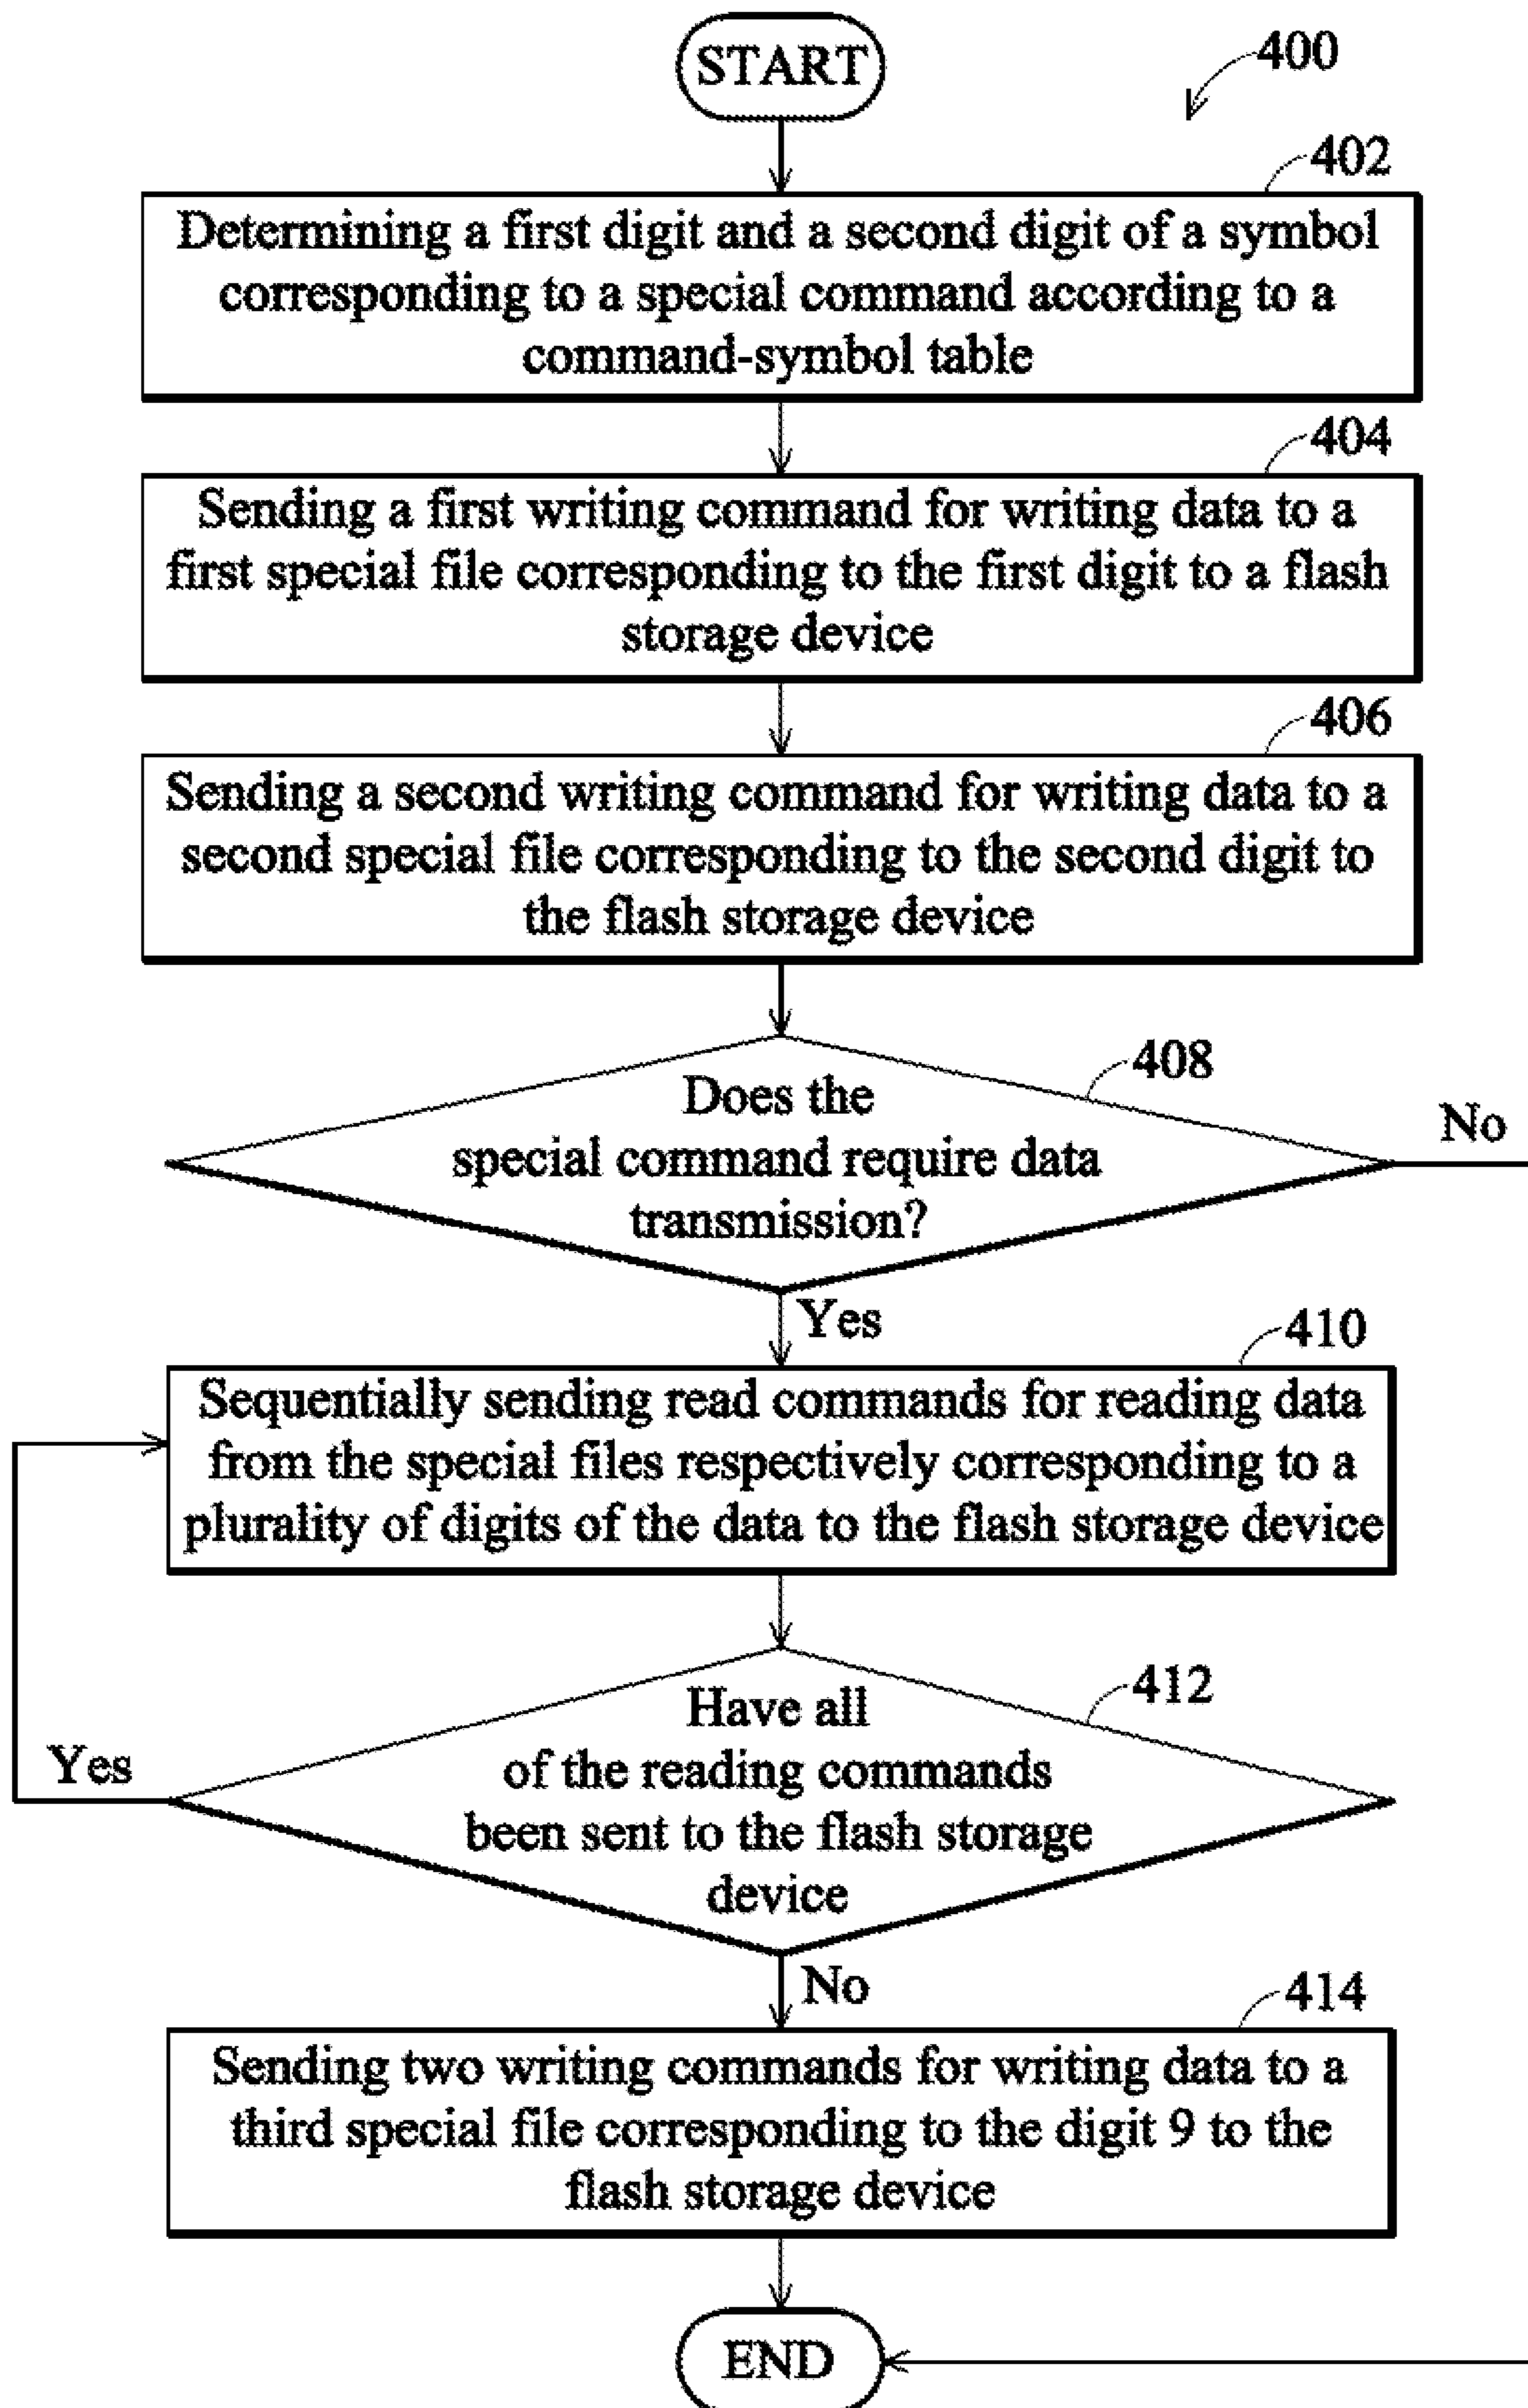 START
400
402
Determining a first digit and a second digit of a symbol
corresponding to a special command according to a
command-symbol table
404
Sending a first writing command for writing data to a
first special file corresponding to the first digit to a flash
storage device
406
Sending a second writing command for writing data to a
second special file corresponding to the second digit to
the flash storage device
408
Does the
special command require data
transmission?
No
Yes
410
Sequentially sending read commands for reading data
from the special files respectively corresponding to a
plurality of digits of the data to the flash storage device
412
Have all
of the reading commands
been sent to the flash storage
device
Yes
No
414
Sending two writing commands for writing data to a
third special file corresponding to the digit 9 to the
flash storage device
END